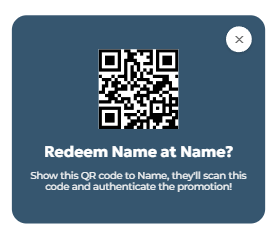 Redeem Name at Name?
Show this QR code to Name, they'll scan this
code and authenticate the promotion!